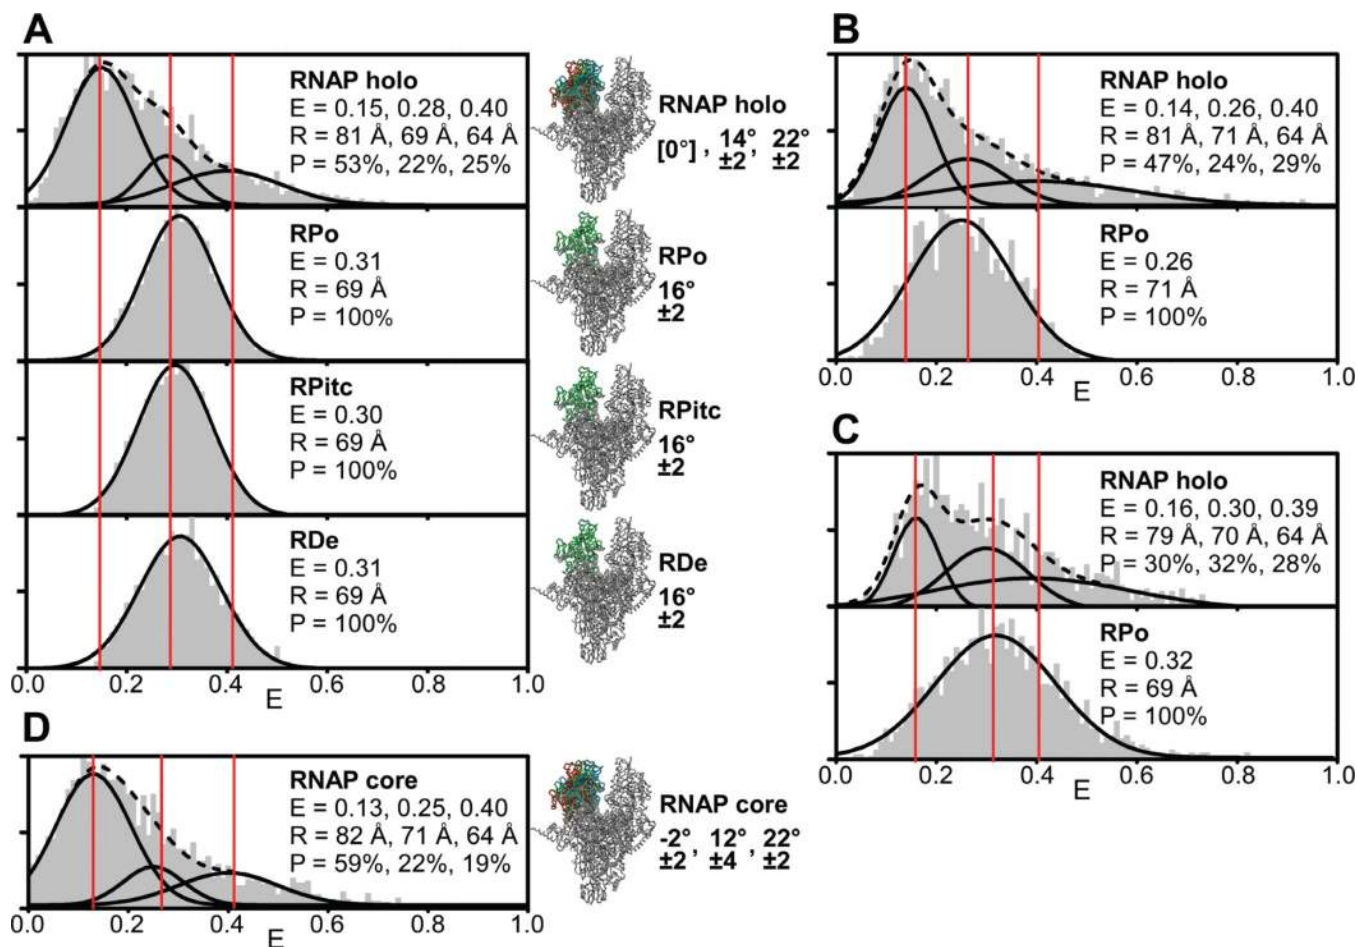 A
RNAP holo
E = 0.15, 0.28, 0.40
R = 81 Å, 69 Å, 64 Å
P = 53%, 22%, 25%
RNAP holo
[0°] , 14° , 22°
±2 ±2
RPo
E = 0.31
R = 69 Å
P = 100%
RPo
16°
±2
RPitc
E = 0.30
R = 69 Å
P = 100%
RPitc
16°
±2
RDe
E = 0.31
R = 69 Å
P = 100%
RDe
16°
±2
0.0 0.2 0.4 0.6 0.8 1.0
E
B
RNAP holo
E = 0.14, 0.26, 0.40
R = 81 Å, 71 Å, 64 Å
P = 47%, 24%, 29%
RPo
E = 0.26
R = 71 Å
P = 100%
0.0 0.2 0.4 0.6 0.8 1.0
E
C
RNAP holo
E = 0.16, 0.30, 0.39
R = 79 Å, 70 Å, 64 Å
P = 30%, 32%, 28%
RPo
E = 0.32
R = 69 Å
P = 100%
0.0 0.2 0.4 0.6 0.8 1.0
E
D
RNAP core
E = 0.13, 0.25, 0.40
R = 82 Å, 71 Å, 64 Å
P = 59%, 22%, 19%
RNAP core
-2° , 12° , 22°
±2 ±4 ±2
0.0 0.2 0.4 0.6 0.8 1.0
E